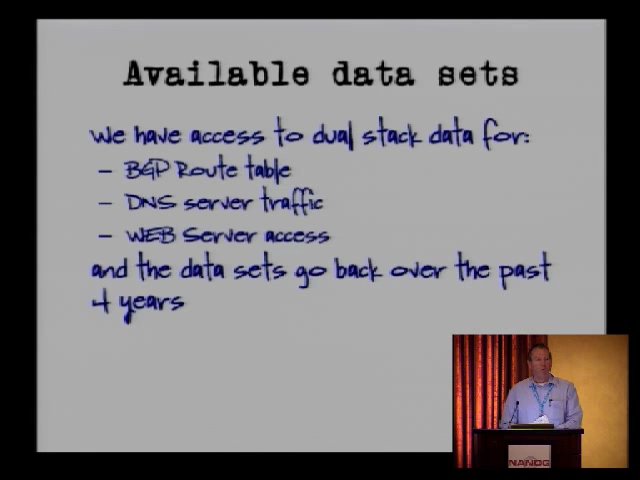 Available data sets
We have access to dual stack data for:
- BGP Route table
- DNS server traffic
- WEB Server access
and the data sets go back over the past
4 years
NANOG